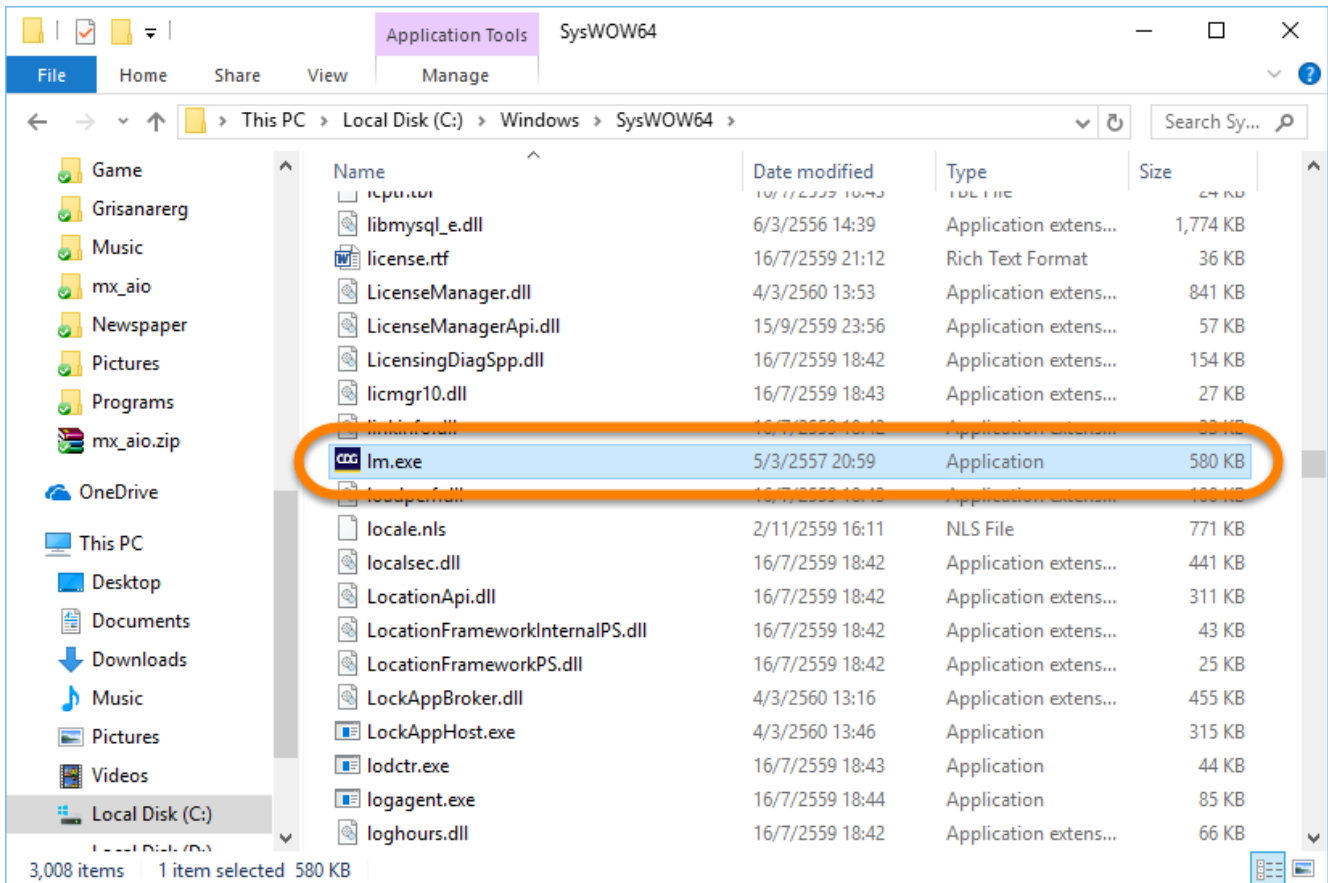 Application Tools SysWOW64
File Home Share View Manage
This PC > Local Disk (C:) > Windows > SysWOW64 >
Search Sy...
Game
Grisanarerg
Music
mx_aio
Newspaper
Pictures
Programs
mx_aio.zip
OneDrive
This PC
Desktop
Documents
Downloads
Music
Pictures
Videos
Local Disk (C:)
Name Date modified Type Size
libmysql_e.dll 6/3/2556 14:39 Application extens... 1,774 KB
license.rtf 16/7/2559 21:12 Rich Text Format 36 KB
LicenseManager.dll 4/3/2560 13:53 Application extens... 841 KB
LicenseManagerApi.dll 15/9/2559 23:56 Application extens... 57 KB
LicensingDiagSpp.dll 16/7/2559 18:42 Application extens... 154 KB
licmgr10.dll 16/7/2559 18:43 Application extens... 27 KB
CDG lm.exe 5/3/2557 20:59 Application 580 KB
locale.nls 2/11/2559 16:11 NLS File 771 KB
localsec.dll 16/7/2559 18:42 Application extens... 441 KB
LocationApi.dll 16/7/2559 18:42 Application extens... 311 KB
LocationFrameworkInternalPS.dll 16/7/2559 18:42 Application extens... 43 KB
LocationFrameworkPS.dll 16/7/2559 18:42 Application extens... 25 KB
LockAppBroker.dll 4/3/2560 13:16 Application extens... 455 KB
LockAppHost.exe 4/3/2560 13:46 Application 315 KB
lodctr.exe 16/7/2559 18:43 Application 44 KB
logagent.exe 16/7/2559 18:44 Application 85 KB
loghours.dll 16/7/2559 18:42 Application extens... 66 KB
3,008 items 1 item selected 580 KB